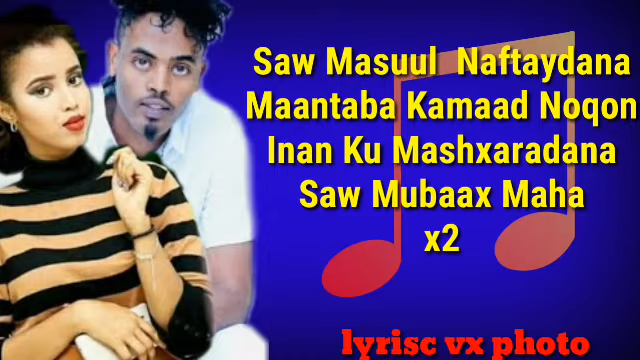 Saw Masuul Naftaydana
Maantaba Kamaad Noqon
Inan Ku Mashxaradana
Saw Mubaax Maha
x2
lyrisc vx photo